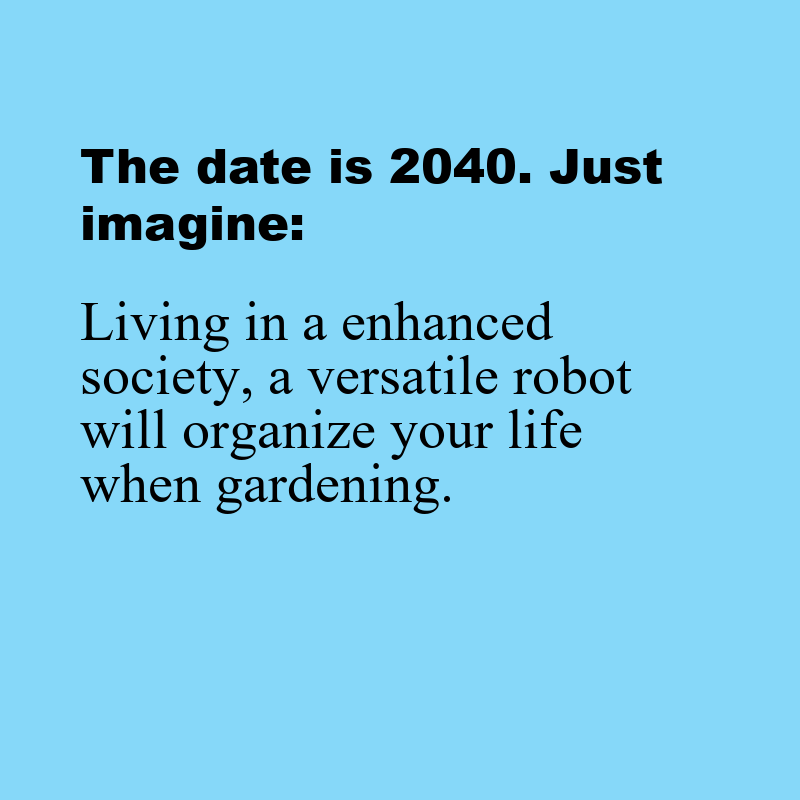 The date is 2040. Just
imagine:
Living in a enhanced
society, a versatile robot
will organize your life
when gardening.